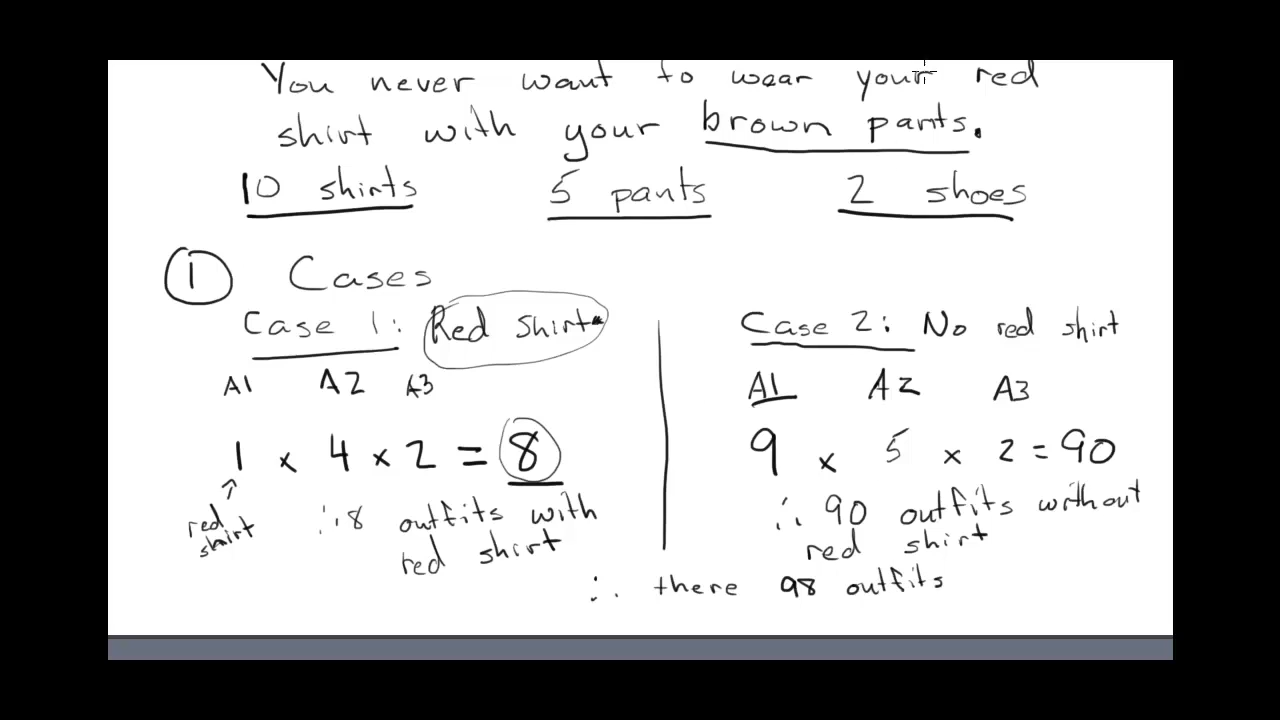 You never want to wear your red
shirt with your brown pants.
10 shirts 5 pants 2 shoes
1 Cases
Case 1: Red Shirt
A1 A2 A3
1 x 4 x 2 = 8
red shirt
∴ 8 outfits with
red shirt
Case 2: No red shirt
A1 A2 A3
9 x 5 x 2 = 90
∴ 90 outfits without
red shirt
∴ there 98 outfits